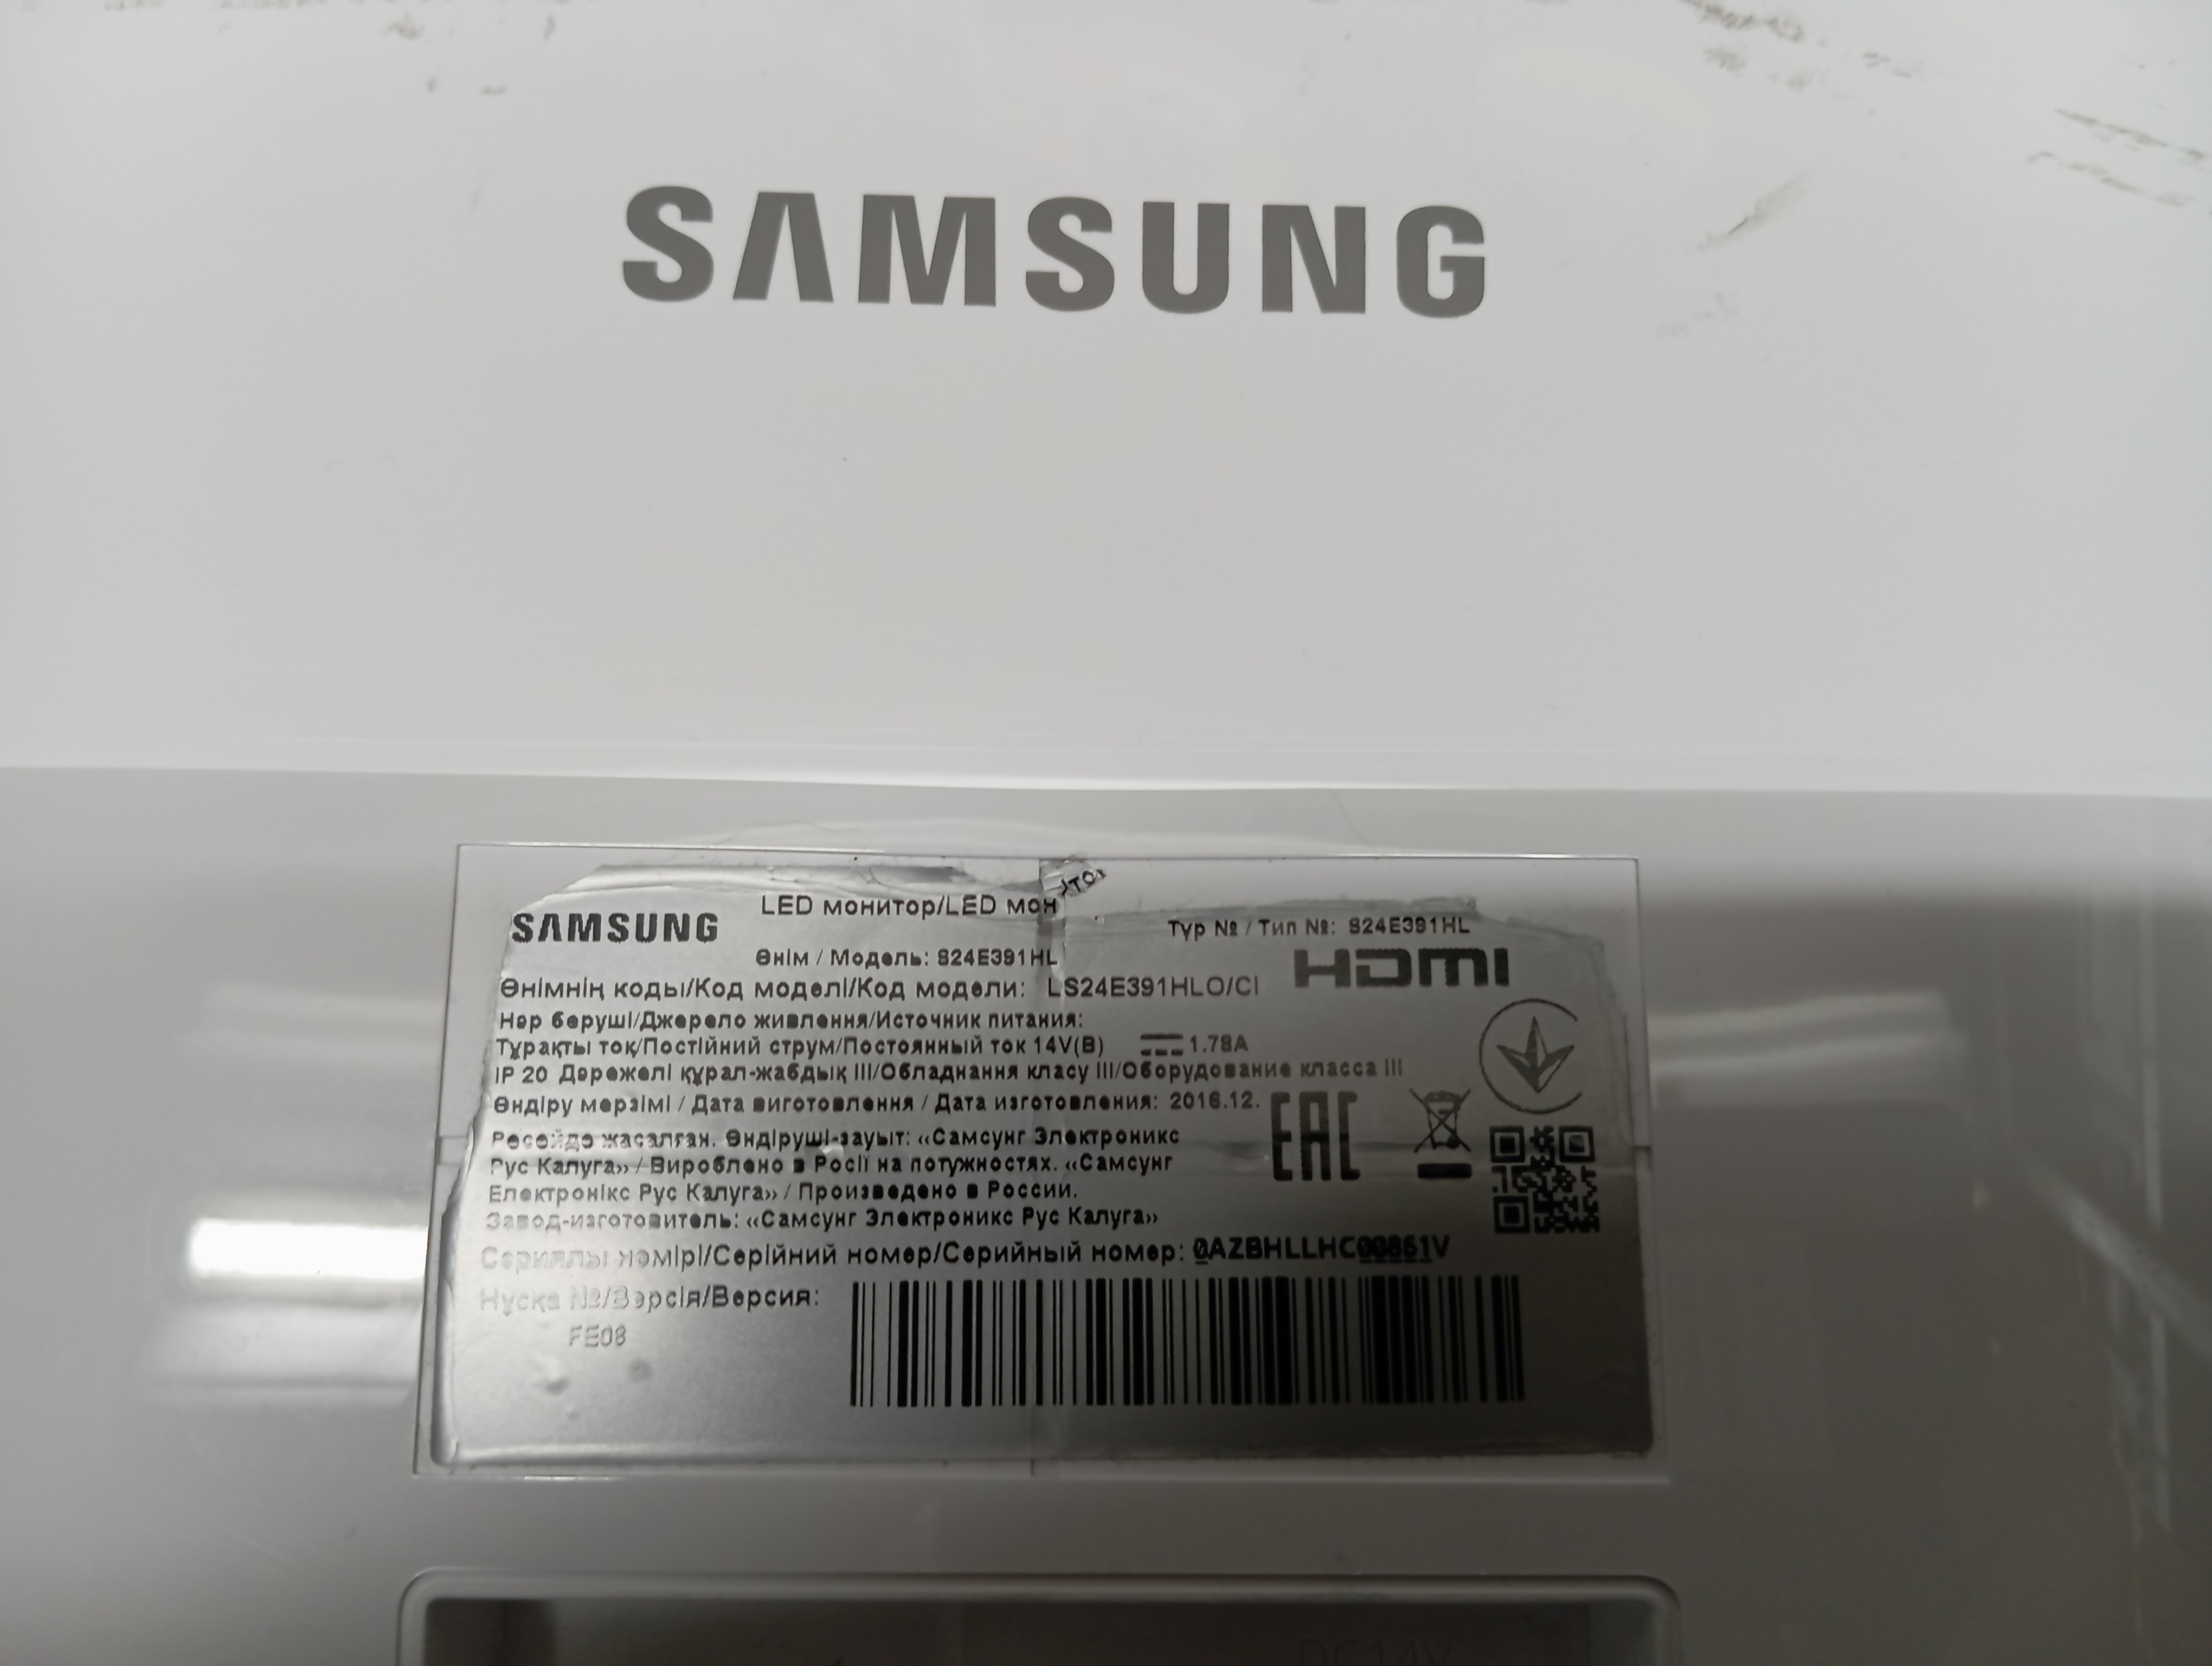 SAMSUNG
SAMSUNG
LED монитор/LED мон
Түр № / Тип №: S24E391HL
Өнім / Модель: S24E391HL
HDMI
Өнімнің коды/Код моделі/Код модели: LS24E391HLO/CI
Нәр беруші/Джерело живлення/Источник питания:
Тұрақты ток/Постійний струм/Постоянный ток 14V(B) 1.78A
IP 20 Дәрежелі құрал-жабдық III/Обладнання класу III/Оборудование класса III
Өндіру мерзімі / Дата виготовлення / Дата изготовления: 2016.12.
EAC
Ресейде жасалған. Өндіруші-зауыт: «Самсунг Электроникс
Рус Калуга» / Вироблено в Росії на потужностях. «Самсунг
Електронікс Рус Калуга» / Произведено в России.
Завод-изготовитель: «Самсунг Электроникс Рус Калуга»
Сериялы нөмірі/Серійний номер/Серийный номер: 0AZBHLLHC00861V
Нұсқа №/Версія/Версия:
FE08
DC14V